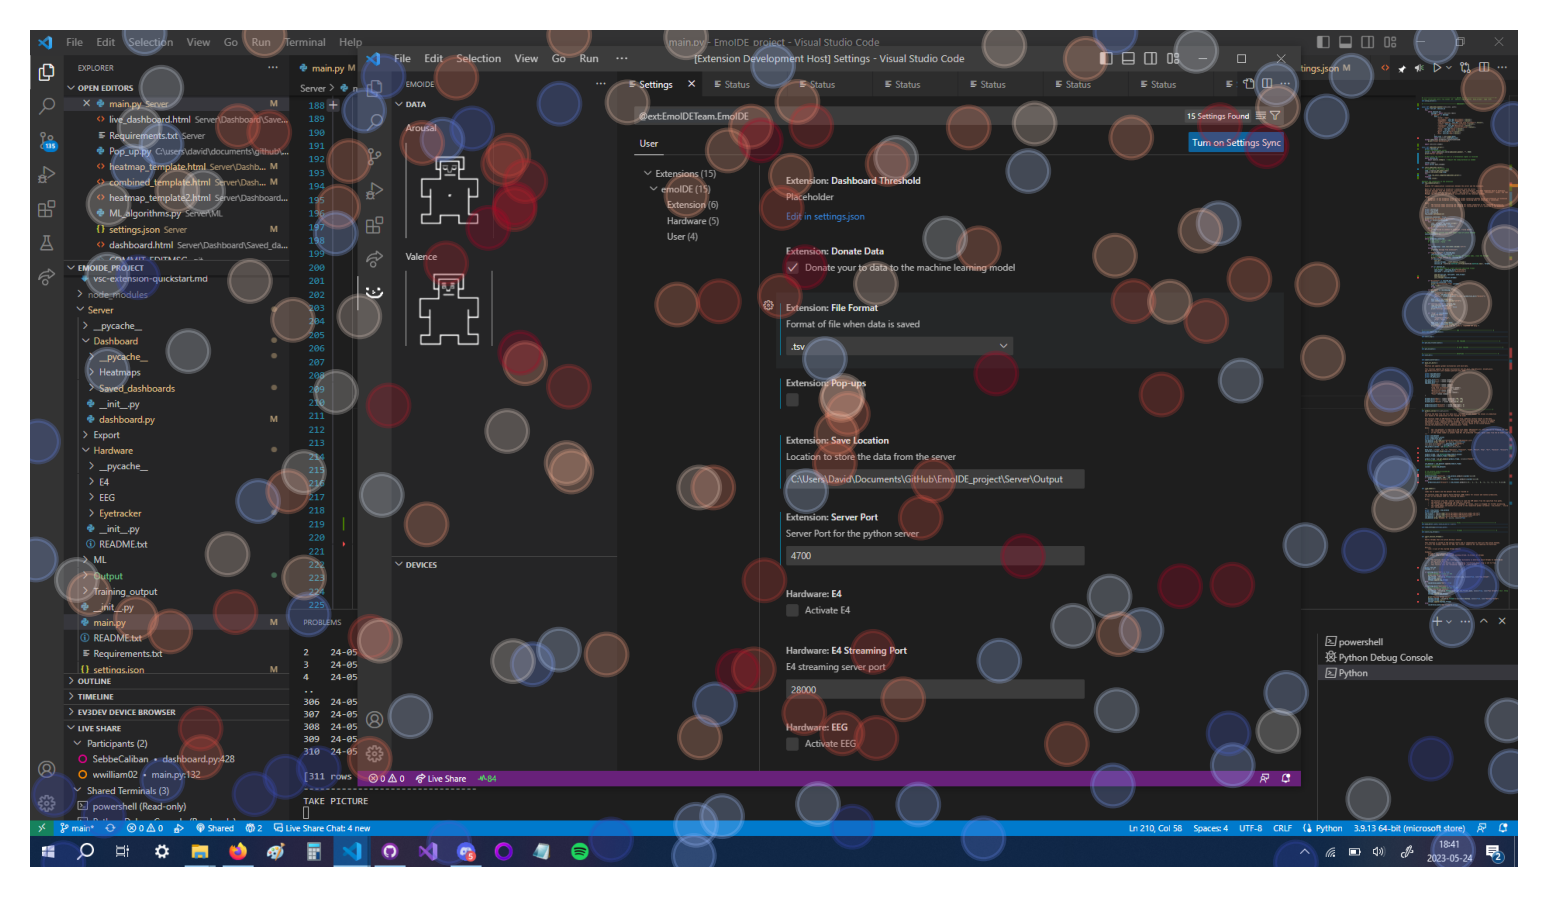 File Edit Selection View Go Run Terminal Help
main.py - EmoIDE_project - Visual Studio Code
File Edit Selection View Go Run ···
[Extension Development Host] Settings - Visual Studio Code
EXPLORER
main.py M
Server >
OPEN EDITORS
main.py Server M
live_dashboard.html Server\Dashboard\Save...
Requirements.txt Server
Pop_up.py C:\users\david\documents\github\...
heatmap_template.html Server\Dashb... M
combined_template.html Server\Dash... M
heatmap_template2.html Server\Dashboard...
ML_algorithms.py Server\ML
settings.json Server M
dashboard.html Server\Dashboard\Saved_da...
135
EMOIDE_PROJECT
vsc-extension-quickstart.md
node_modules
Server
__pycache__
Dashboard
__pycache__
Heatmaps
Saved_dashboards
__init__.py
dashboard.py M
Export
Hardware
__pycache__
E4
EEG
Eyetracker
__init__.py
README.txt
ML
Output
Training_output
__init__.py
main.py M
README.txt
Requirements.txt
settings.json M
OUTLINE
TIMELINE
EV3DEV DEVICE BROWSER
LIVE SHARE
Participants (2)
SebbeCaliban • dashboard.py:428
wwilliam02 • main.py:132
Shared Terminals (3)
powershell (Read-only)
188
189
190
191
192
193
194
195
196
197
198
199
200
201
202
203
204
205
206
207
208
209
210
211
212
213
214
215
216
217
218
219
220
221
222
223
224
225
PROBLEMS
2 24-05
3 24-05
4 24-05
..
306 24-05
307 24-05
308 24-05
309 24-05
310 24-05
[311 rows
TAKE PICTURE
EMOIDE
DATA
Arousal
Valence
DEVICES
Settings
Status
Status
Status
Status
Status
Status
@ext:EmoIDETeam.EmoIDE
15 Settings Found
User
Turn on Settings Sync
Extensions (15)
emoIDE (15)
Extension (6)
Hardware (5)
User (4)
Extension: Dashboard Threshold
Placeholder
Edit in settings.json
Extension: Donate Data
Donate your to data to the machine learning model
Extension: File Format
Format of file when data is saved
.tsv
Extension: Pop-ups
Extension: Save Location
Location to store the data from the server
C:\Users\David\Documents\GitHub\EmoIDE_project\Server\Output
Extension: Server Port
Server Port for the python server
4700
Hardware: E4
Activate E4
Hardware: E4 Streaming Port
E4 streaming server port
28000
Hardware: EEG
Activate EEG
0 0 Live Share 84
tings.json M
powershell
Python Debug Console
Python
main* 0 0 Shared 2 Live Share Chat: 4 new
Ln 210, Col 58 Spaces: 4 UTF-8 CRLF Python 3.9.13 64-bit (microsoft store)
18:41
2023-05-24
2